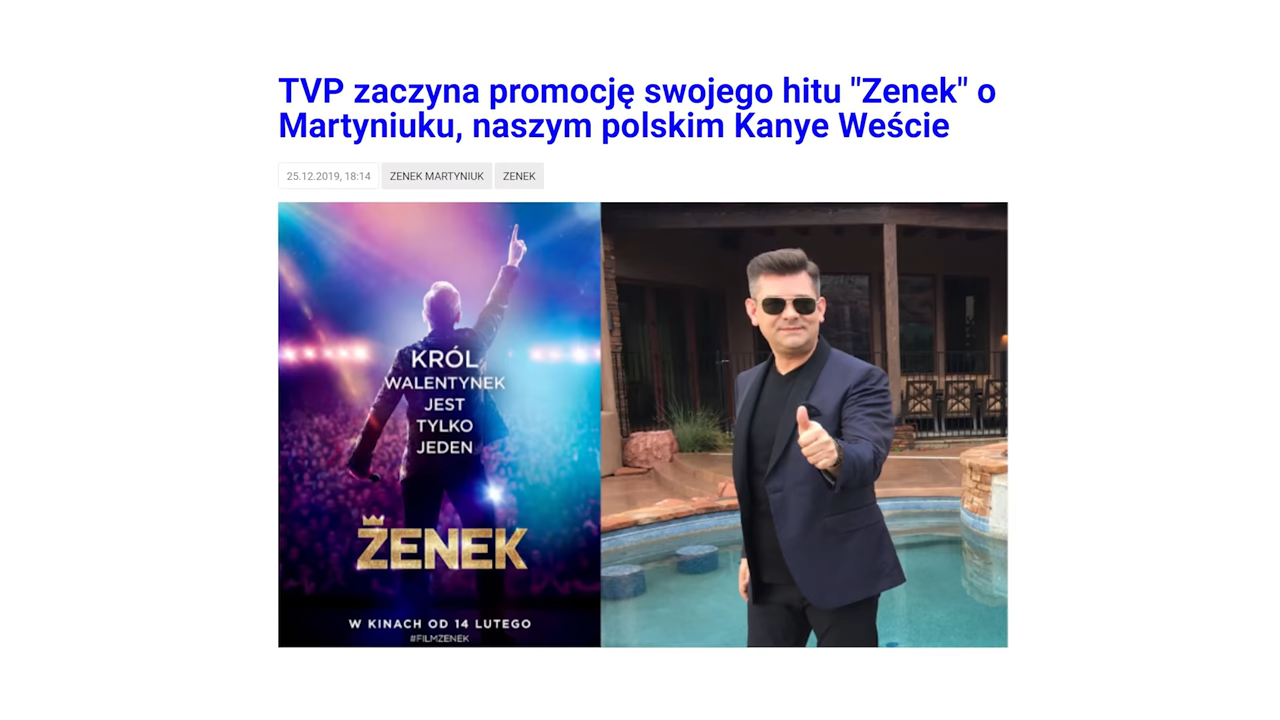 TVP zaczyna promocję swojego hitu "Zenek" o
Martyniuku, naszym polskim Kanye Weście
25.12.2019, 18:14 ZENEK MARTYNIUK ZENEK
KRÓL
WALENTYNEK
JEST
TYLKO
JEDEN
ZENEK
W KINACH OD 14 LUTEGO
#FILMZENEK